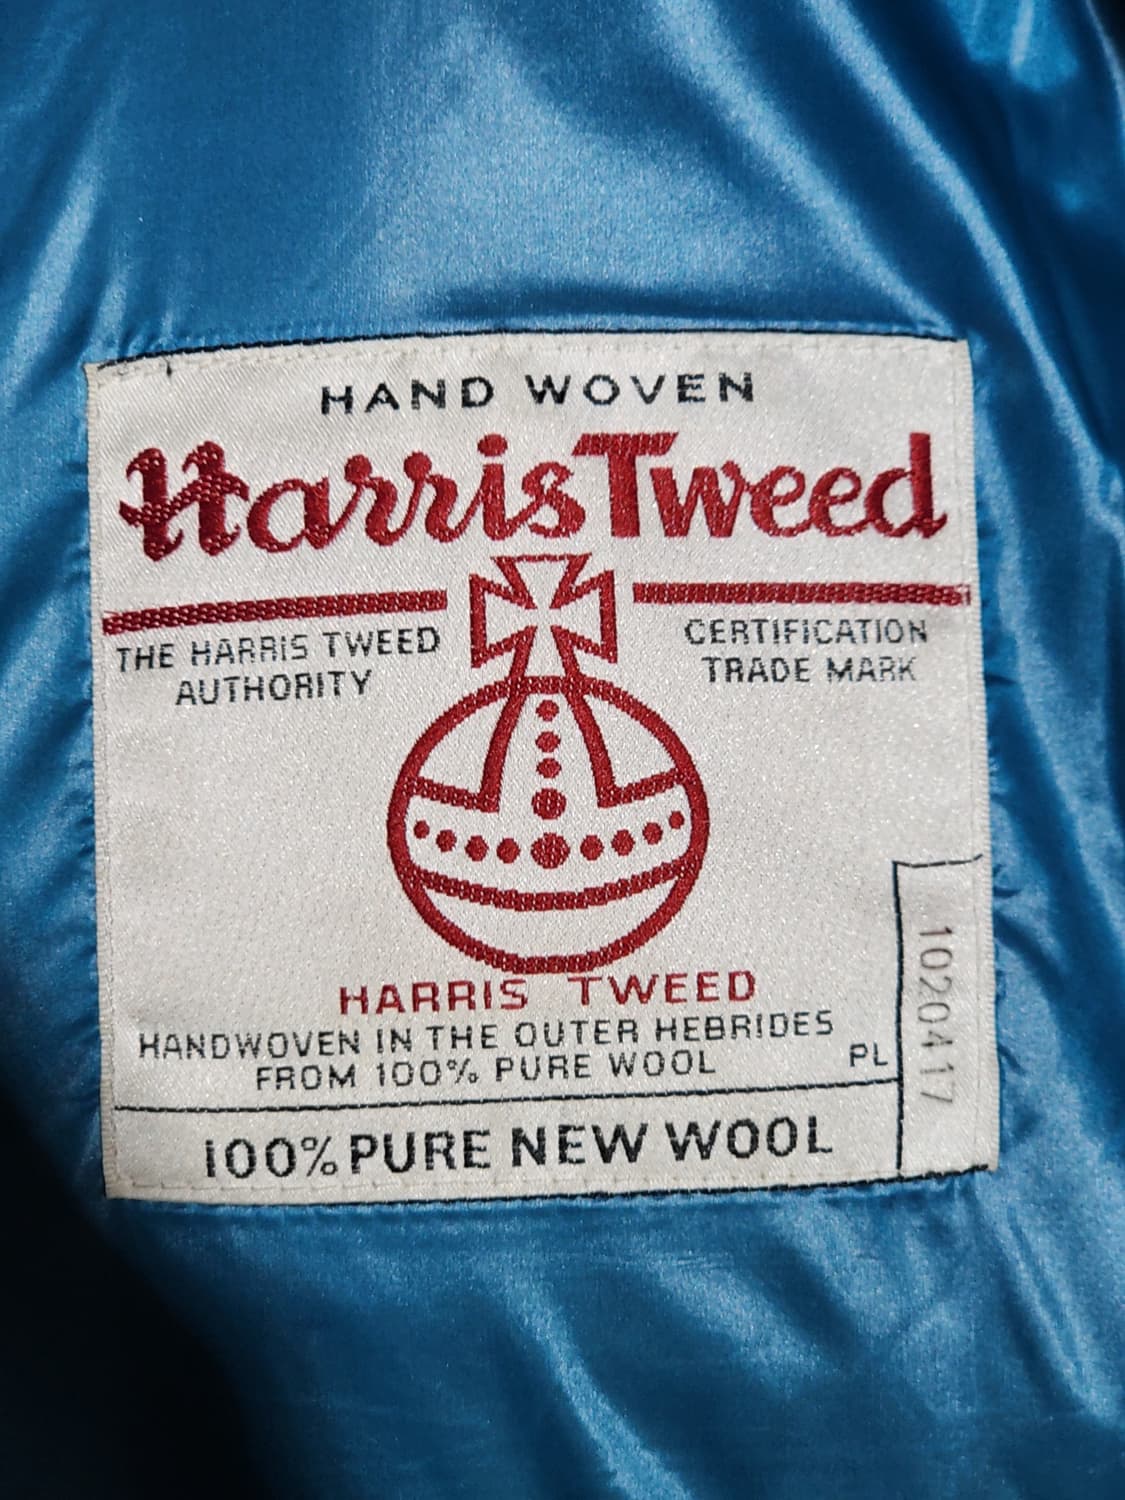 HAND WOVEN
Harris Tweed
THE HARRIS TWEED
AUTHORITY
CERTIFICATION
TRADE MARK
HARRIS TWEED
HANDWOVEN IN THE OUTER HEBRIDES
FROM 100% PURE WOOL
PL
100% PURE NEW WOOL
10204417